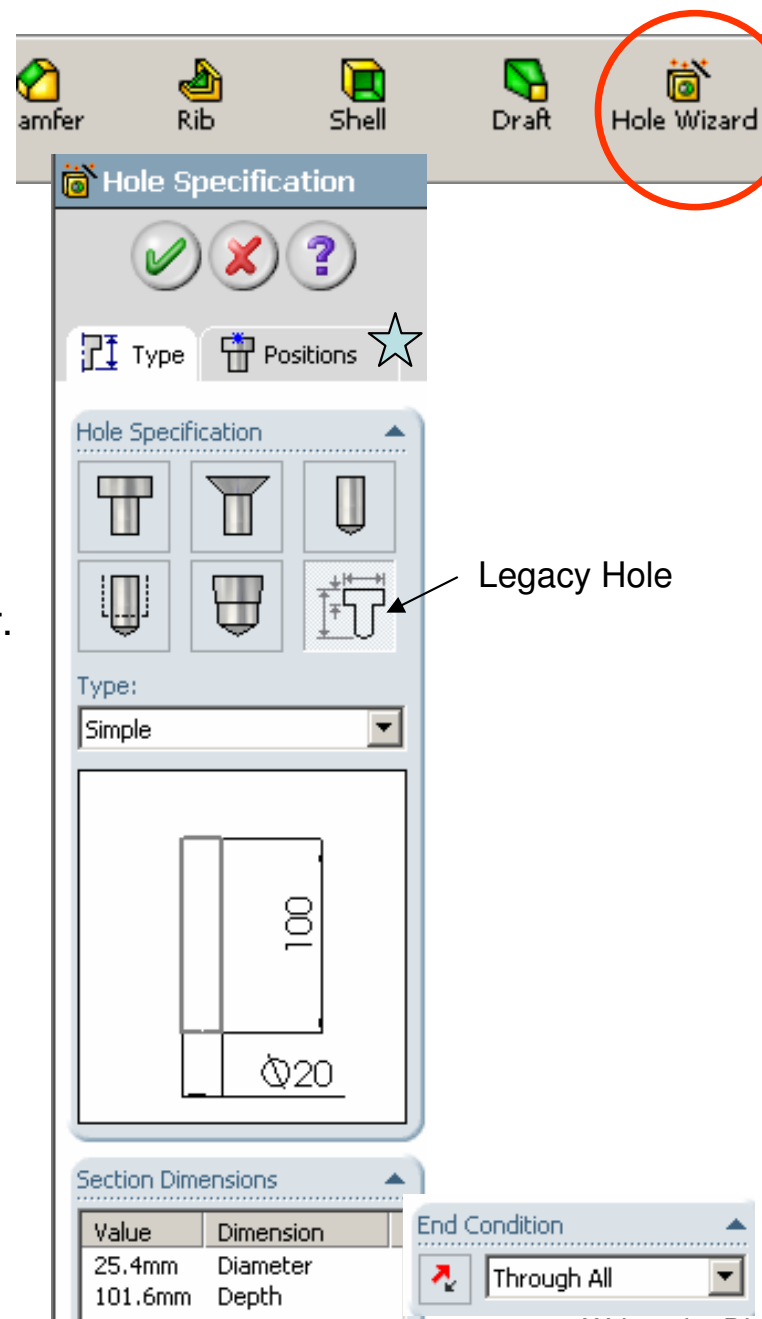 amfer Rib Shell Draft Hole Wizard
Hole Specification
?
Type Positions
Hole Specification
Legacy Hole
r.
Type:
Simple
100
Ø20
Section Dimensions
Value Dimension
25.4mm Diameter
101.6mm Depth
End Condition
Through All